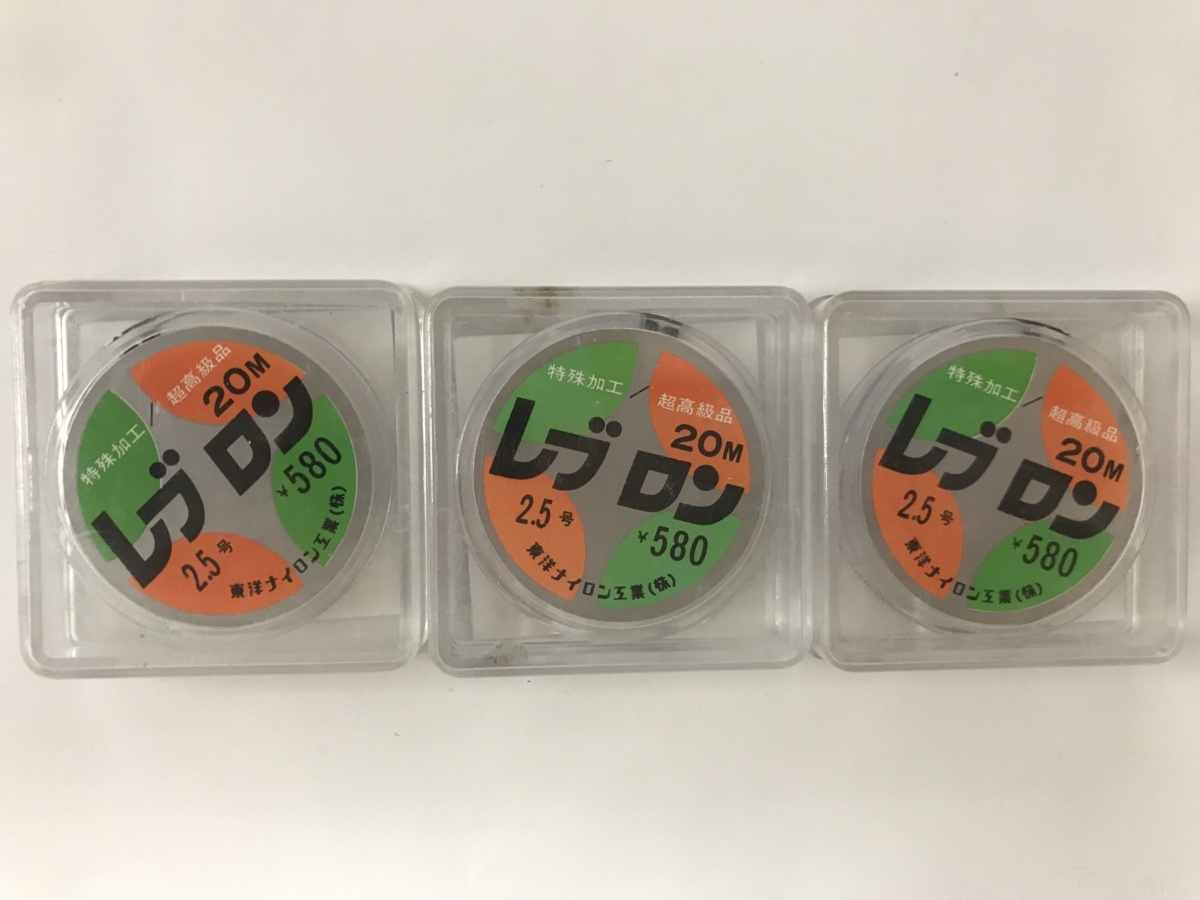 特殊加工
超高級品
20M
レブロン
¥580
2.5号
東洋ナイロン工業(株)
特殊加工
超高級品
20M
レブロン
2.5号
¥580
東洋ナイロン工業(株)
特殊加工
超高級品
20M
レブロン
2.5号
¥580
東洋ナイロン工業(株)